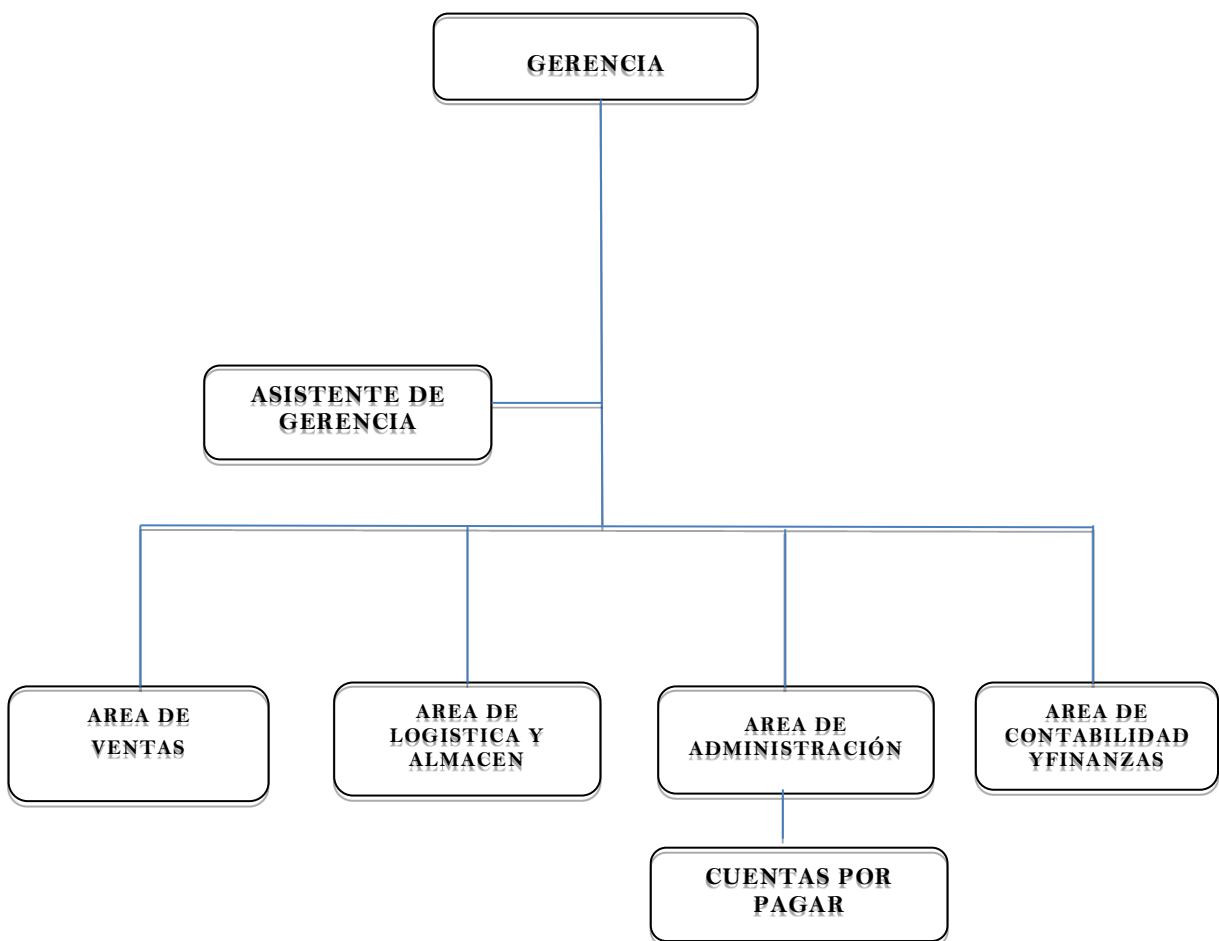 GERENCIA
ASISTENTE DE
GERENCIA
AREA DE
VENTAS
AREA DE
LOGISTICA Y
ALMACEN
AREA DE
ADMINISTRACIÓN
AREA DE
CONTABILIDAD
YFINANZAS
CUENTAS POR
PAGAR